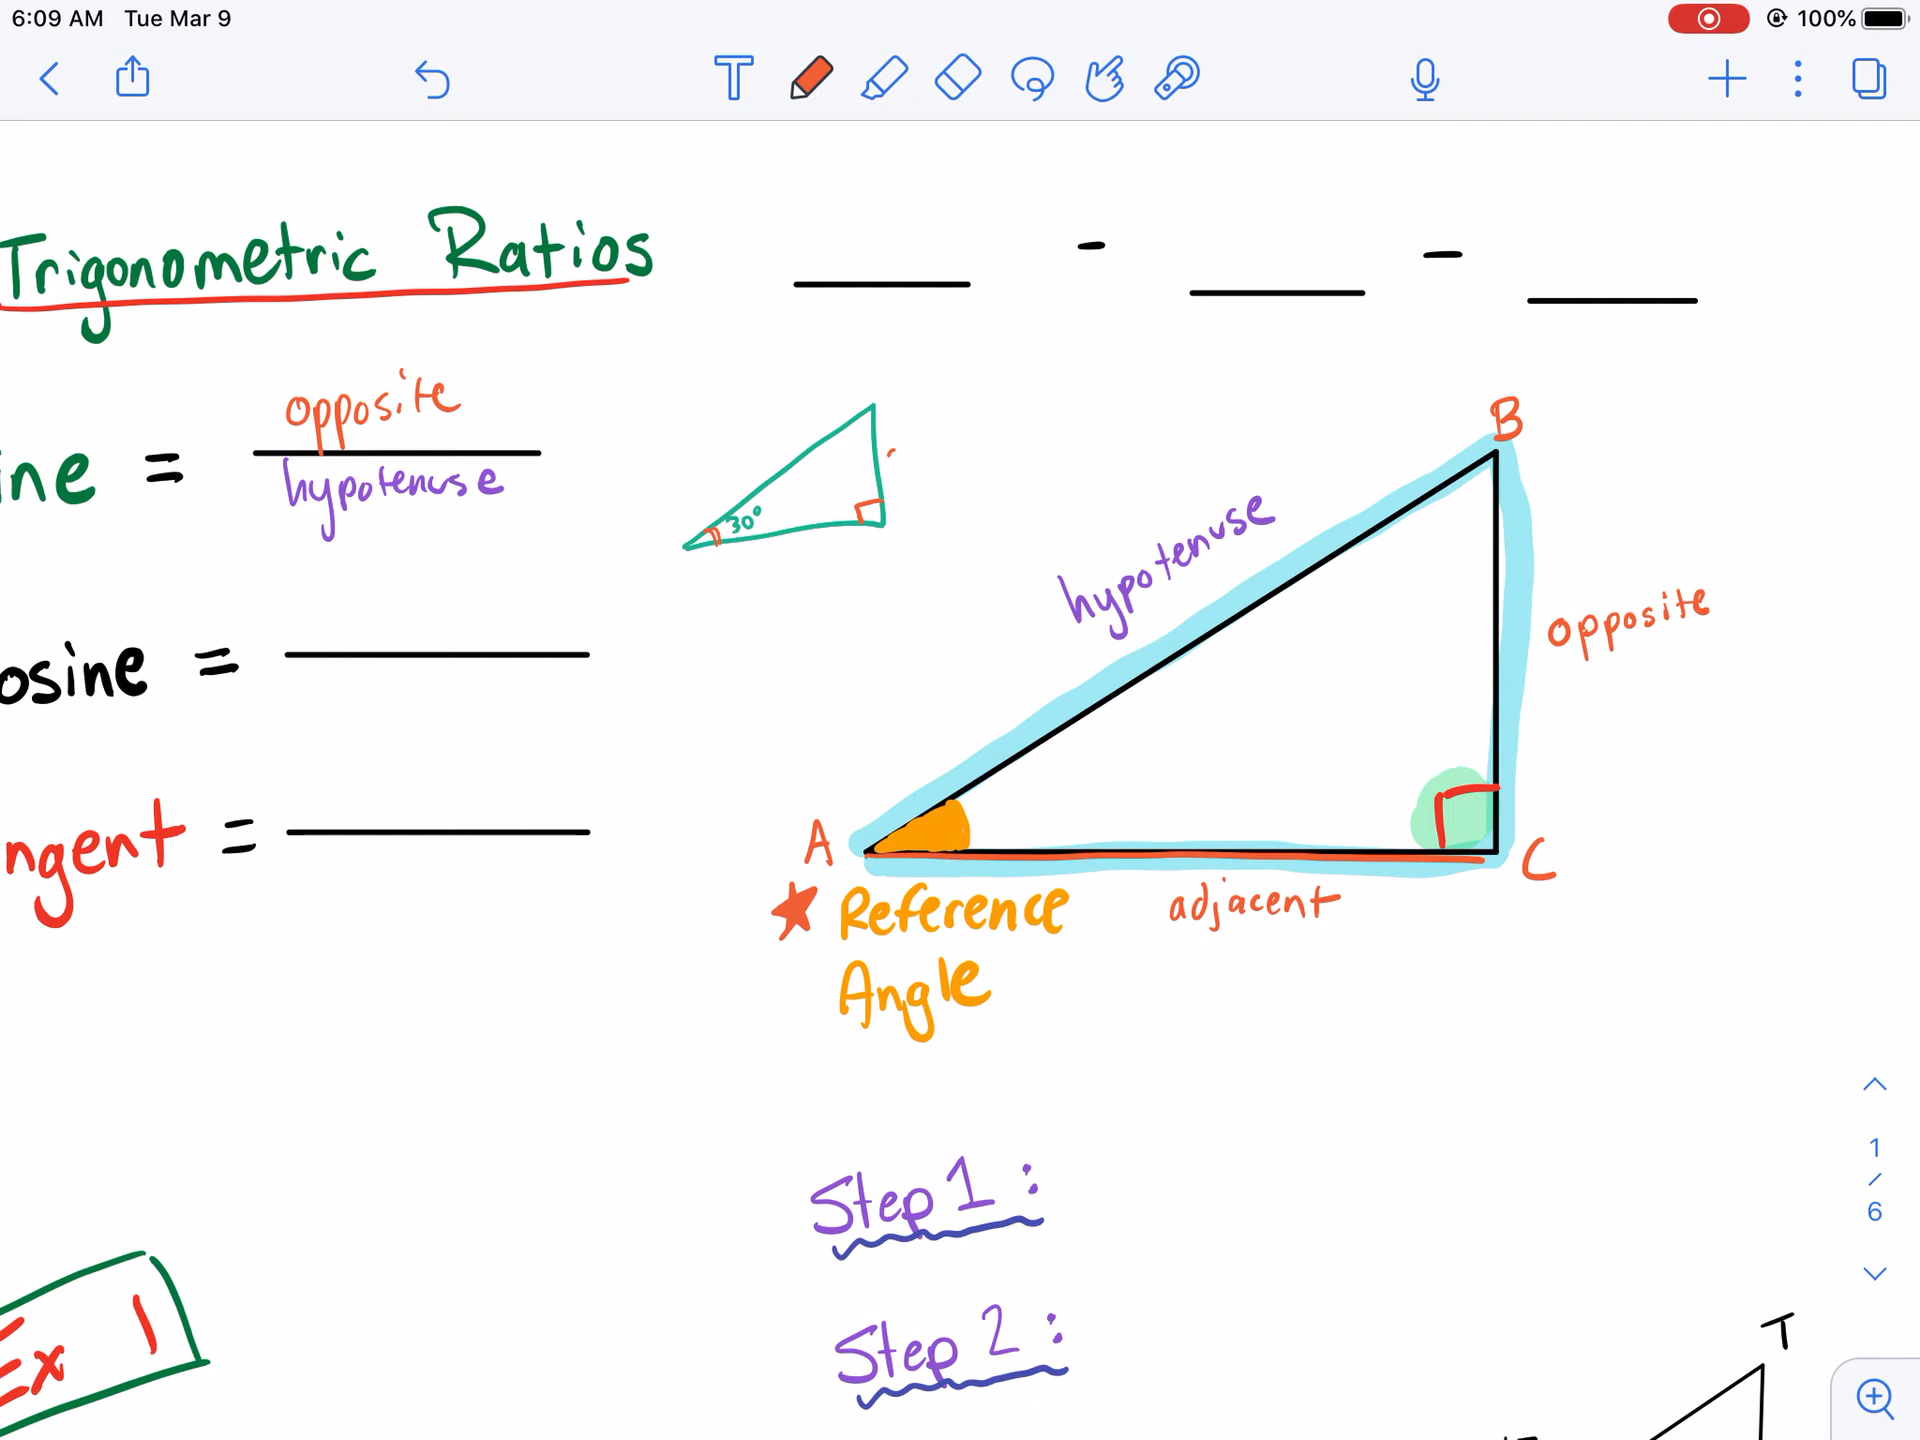 6:09 AM Tue Mar 9
100%
Trigonometric Ratios
ine = opposite
hypotenuse
30°
osine =
ngent =
B
hypotenuse
opposite
A
C
adjacent
Reference
Angle
Step 1 :
Step 2 :
Ex 1
T
1
/
6